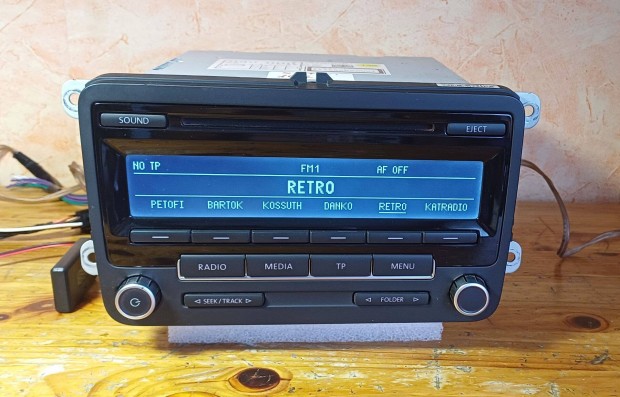 SOUND
EJECT
NO TP FM1 AF OFF
RETRO
PETOFI BARTOK KOSSUTH DANKO RETRO KATRADIO
RADIO MEDIA TP MENU
◁ SEEK / TRACK ▷
◁ FOLDER ▷